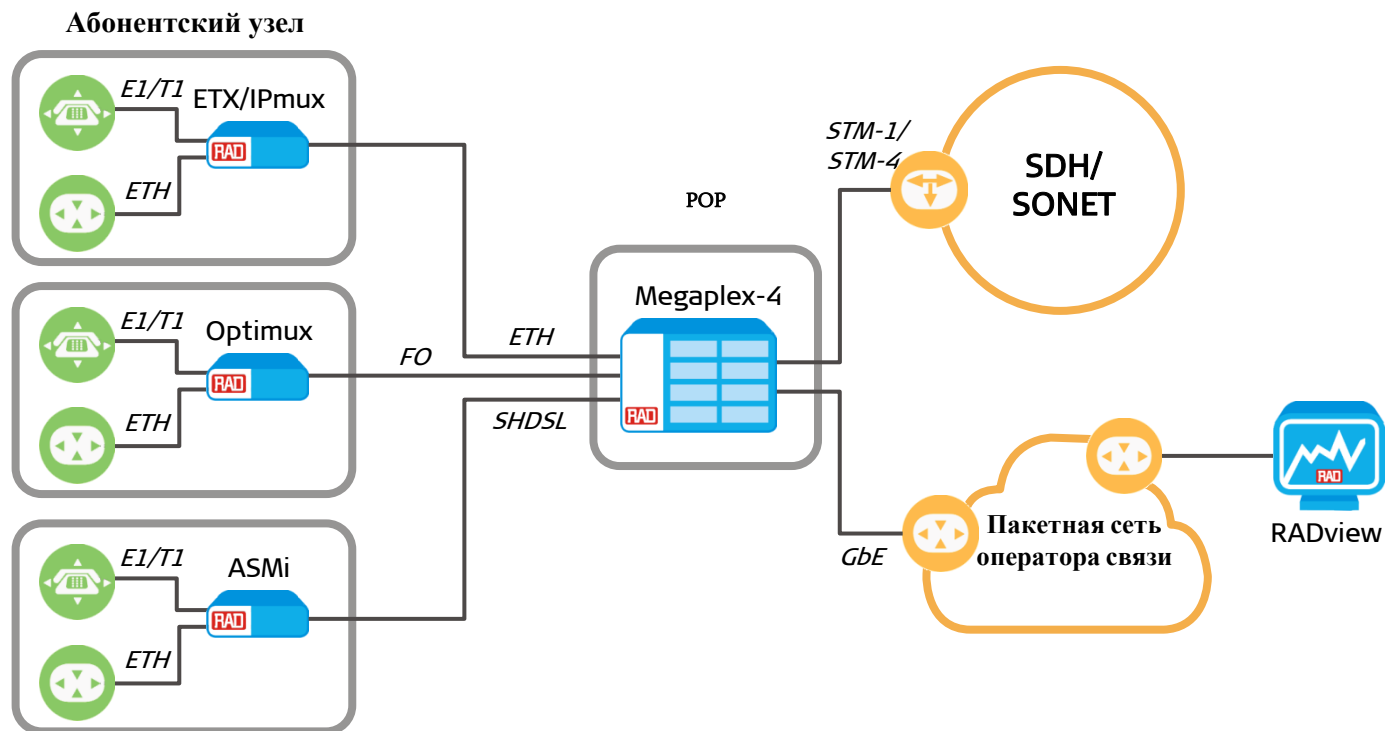 Абонентский узел
E1/T1
ETX/IPmux
RAD
ETH
E1/T1
Optimux
RAD
ETH
E1/T1
ASMi
RAD
ETH
ETH
FO
SHDSL
POP
Megaplex-4
RAD
STM-1/
STM-4
SDH/
SONET
GbE
Пакетная сеть
оператора связи
RAD
RADview